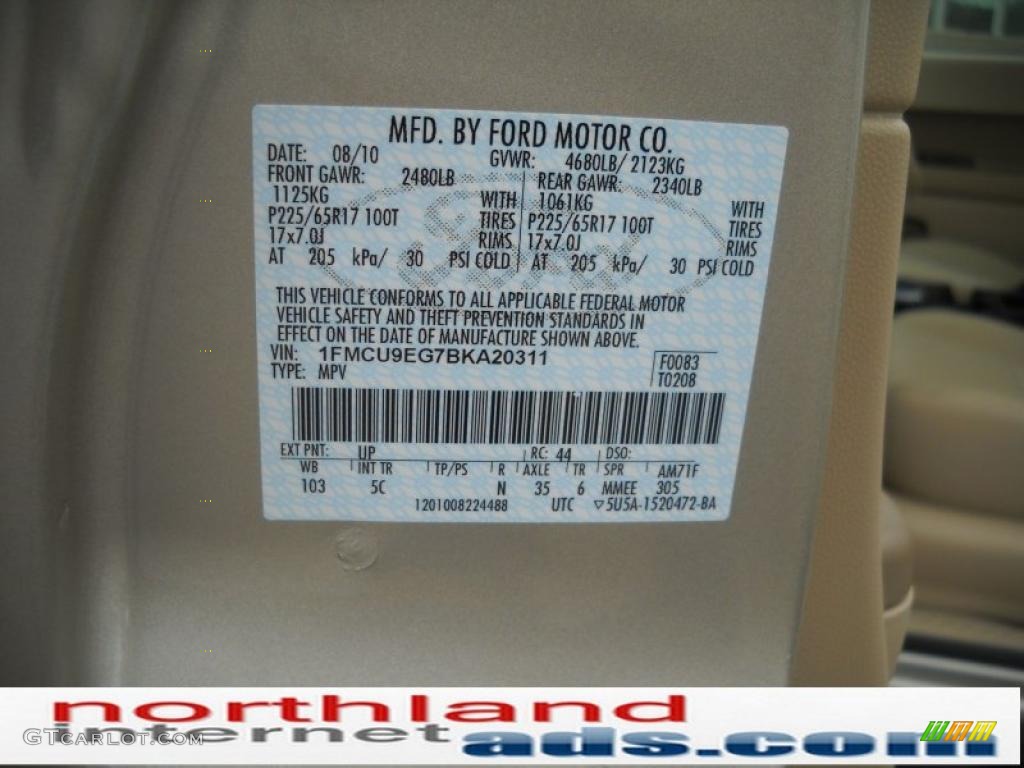 MFD. BY FORD MOTOR CO.
DATE: 08/10 GVWR: 4680LB/ 2123KG
FRONT GAWR: 2480LB REAR GAWR: 2340LB
1125KG WITH 1061KG WITH
P225/65R17 100T TIRES P225/65R17 100T TIRES
17x7.0J RIMS 17x7.0J RIMS
AT 205 kPa/ 30 PSI COLD AT 205 kPa/ 30 PSI COLD
THIS VEHICLE CONFORMS TO ALL APPLICABLE FEDERAL MOTOR
VEHICLE SAFETY AND THEFT PREVENTION STANDARDS IN
EFFECT ON THE DATE OF MANUFACTURE SHOWN ABOVE.
VIN: 1FMCU9EG7BKA20311 F0083
TYPE: MPV T0208
EXT PNT: UP RC: 44 DSO:
WB INT TR TP/PS R AXLE TR SPR AM71F
103 5C N 35 6 MMEE 305
1201008224488 UTC ▽5U5A-1520472-BA
northland
internet
ads.com
GTCARLOT.COM